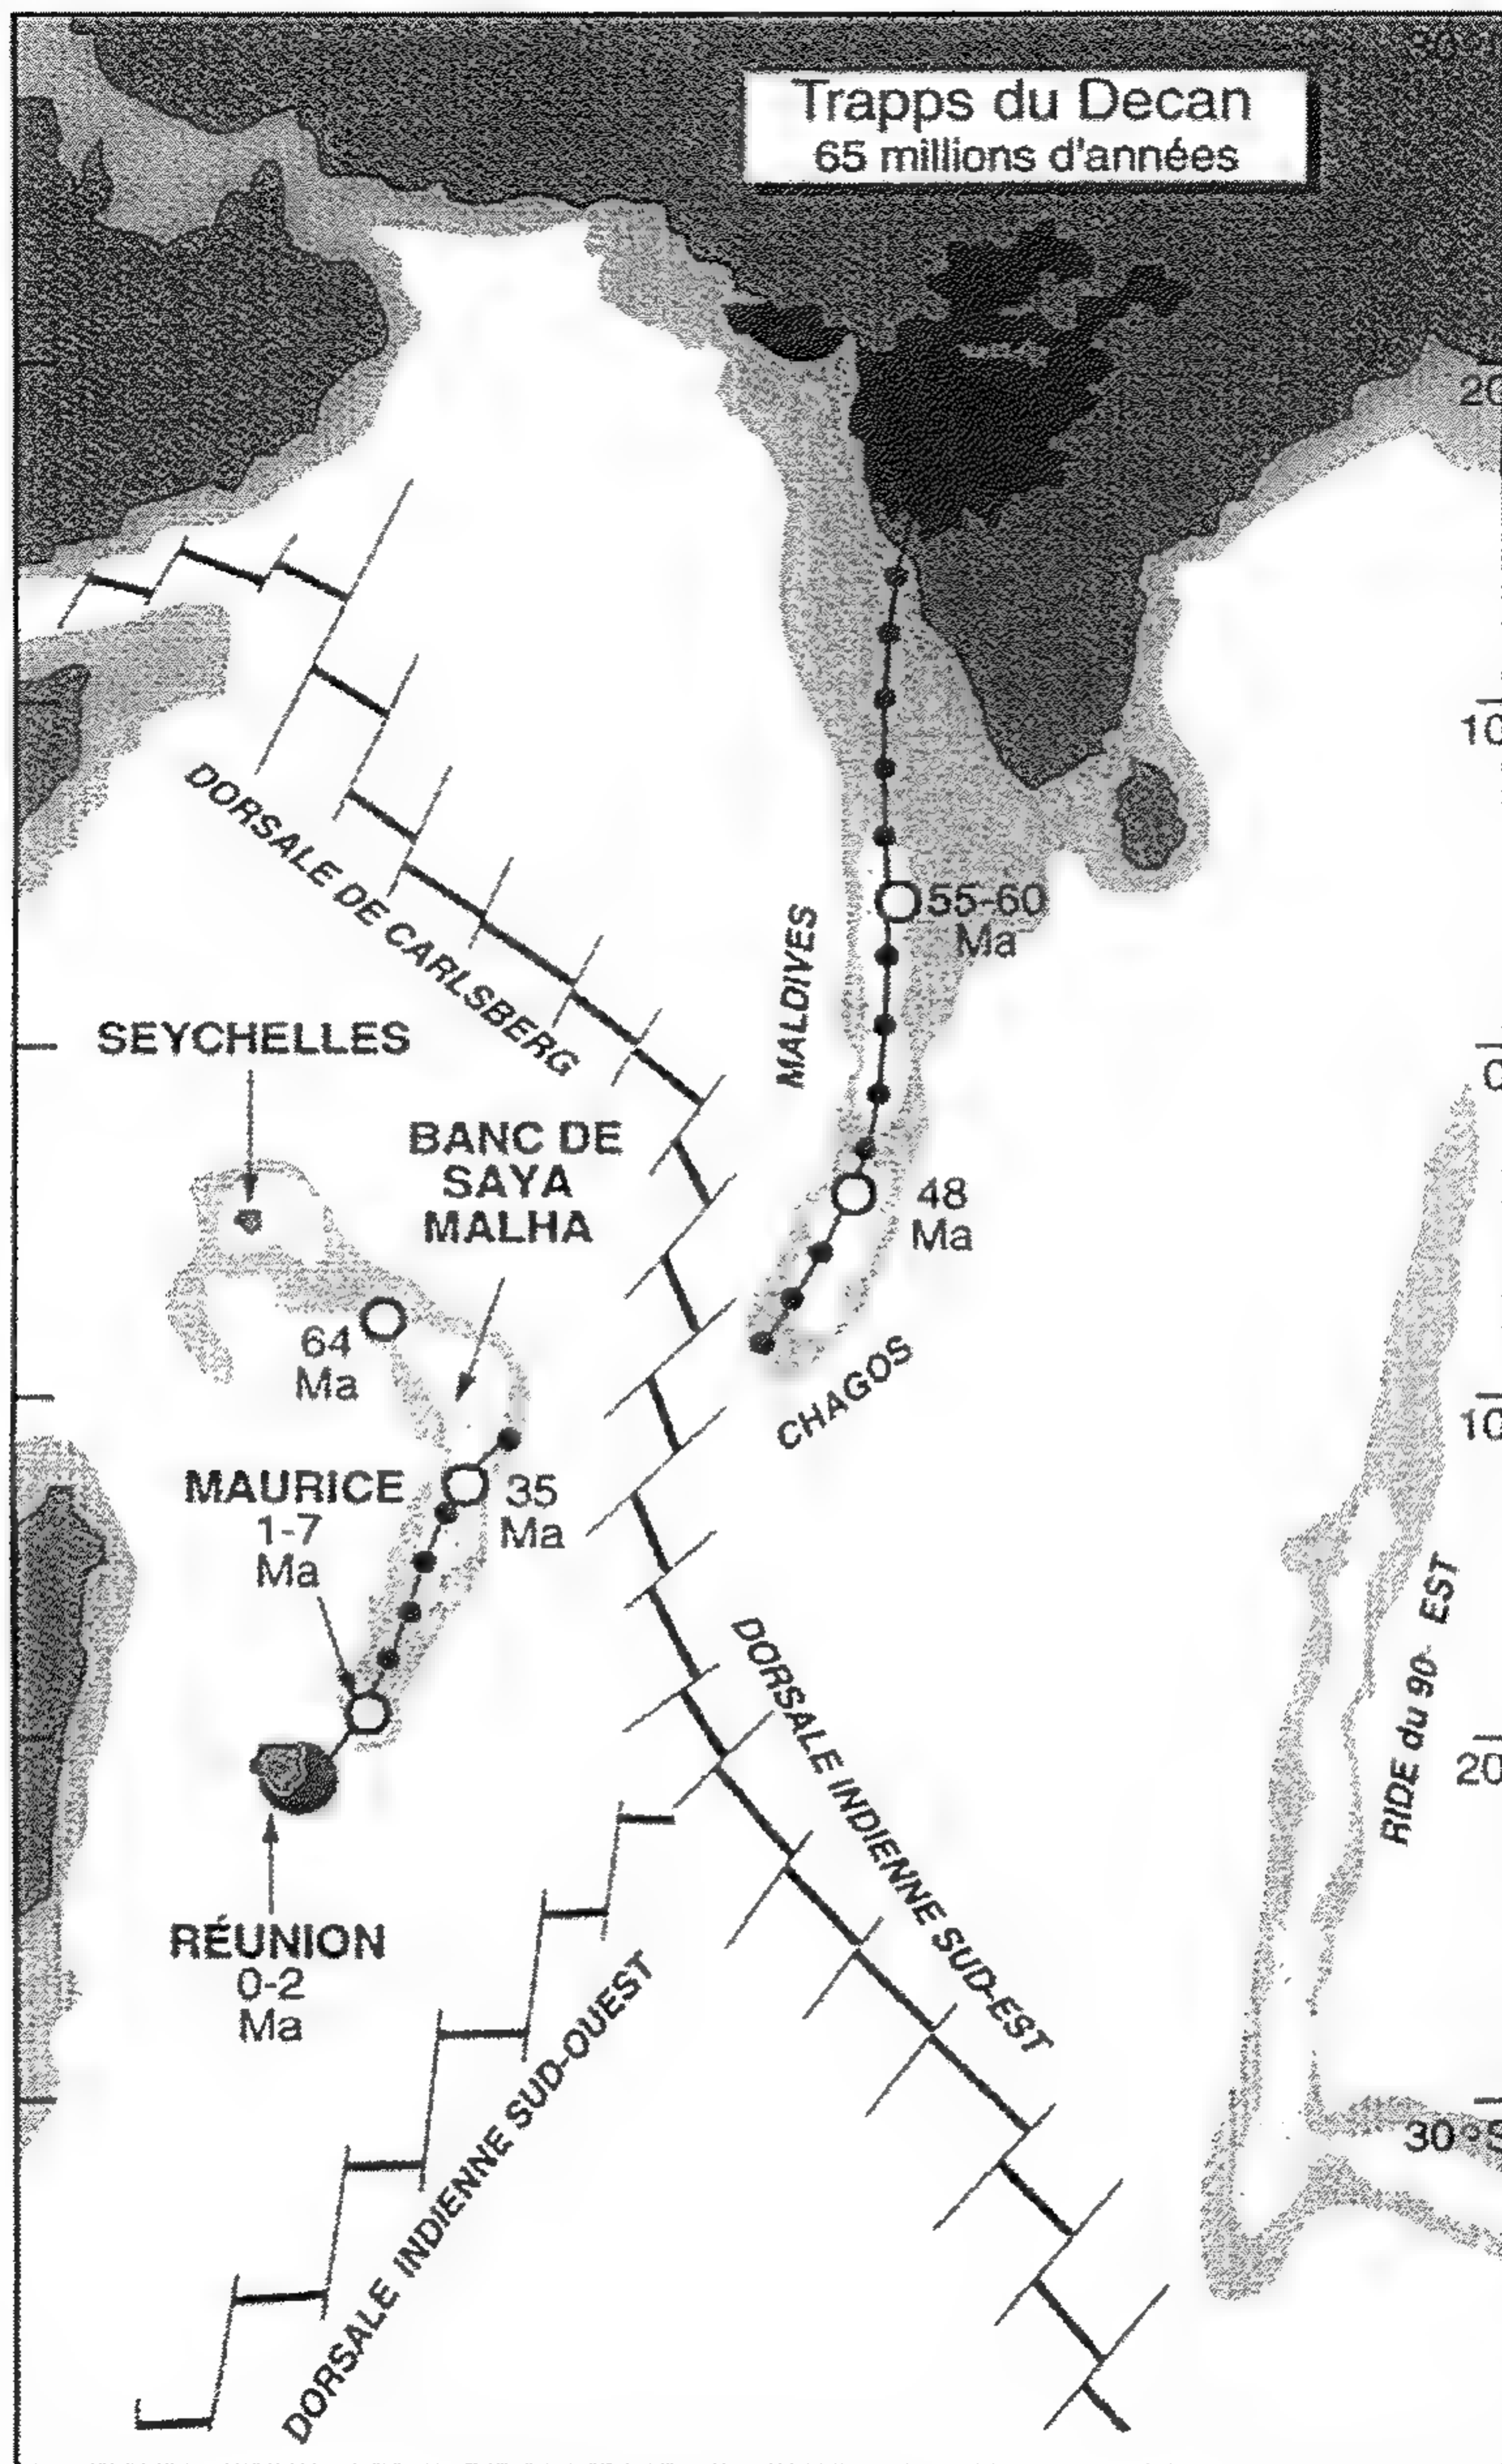 Trapps du Decan
65 millions d'années
20
10
DORSALE DE CARLSBERG
55-60
Ma
MALDIVES
SEYCHELLES
0
BANC DE
SAYA
MALHA
48
Ma
64
Ma
CHAGOS
10
MAURICE
1-7
Ma
35
Ma
RIDE du 90 EST
DORSALE INDIENNE SUD-EST
20
RÉUNION
0-2
Ma
DORSALE INDIENNE SUD-OUEST
30°S